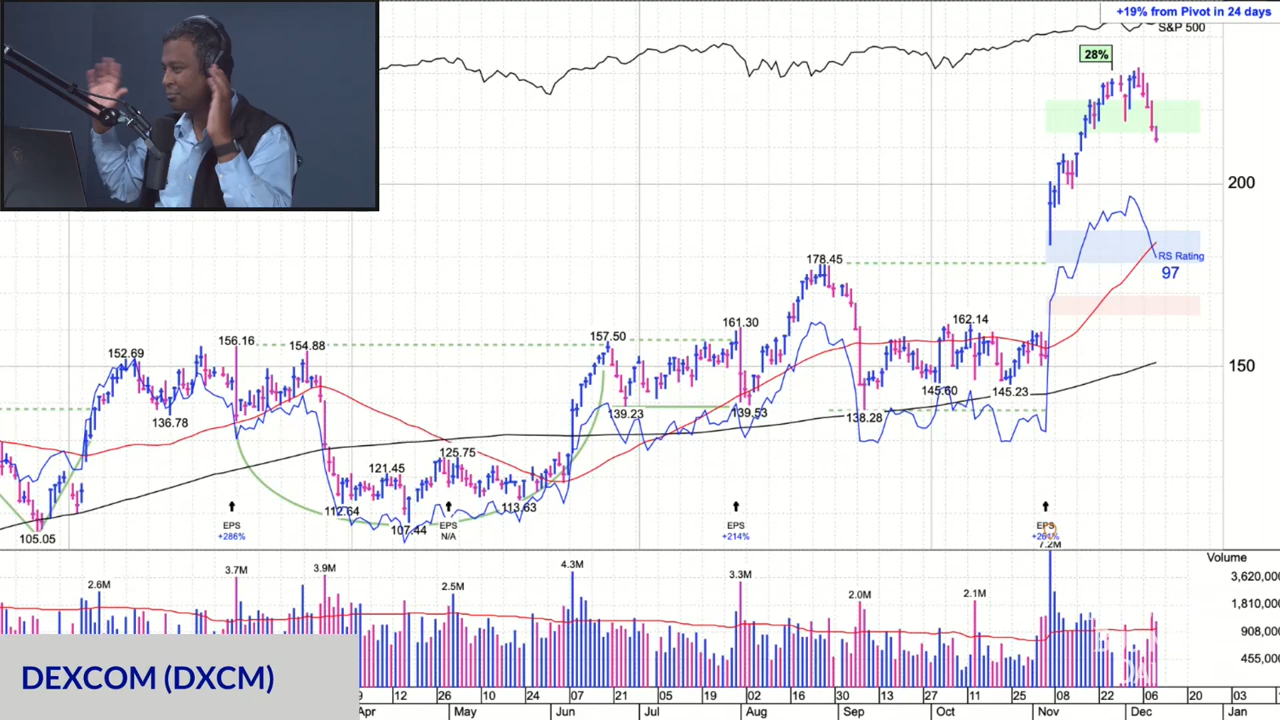 +19% from Pivot in 24 days
S&P 500
28%
200
178.45
RS Rating
97
161.30
162.14
157.50
156.16
154.88
152.69
150
145.60
145.23
139.23
139.53
138.28
136.78
125.75
121.45
112.64
113.63
107.44
105.05
EPS
+286%
EPS
N/A
EPS
+214%
EPS
7.2M
Volume
4.3M
3.7M
3.9M
3.3M
2.6M
2.5M
2.0M
2.1M
3,620,000
1,810,000
908,000
455,000
DEXCOM (DXCM)
12 26 10 24 07 21 05 19 02 16 30 13 27 11 25 08 22 06 20 03
Apr May Jun Jul Aug Sep Oct Nov Dec Jan